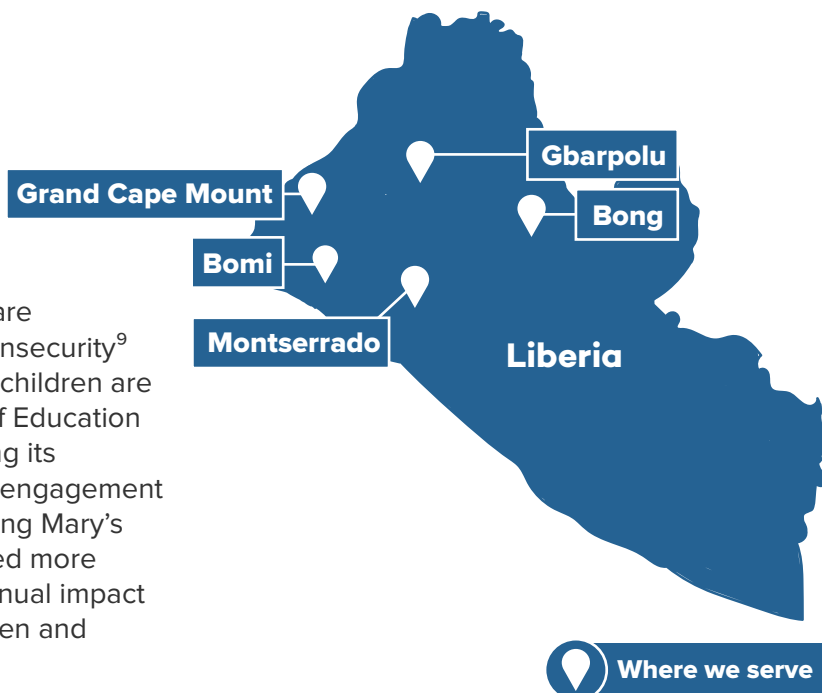 Gbarpolu
Grand Cape Mount
Bong
Bomi
Montserrado
Liberia
are
nsecurity⁹
children are
f Education
g its
engagement
ng Mary’s
ed more
nual impact
en and
Where we serve